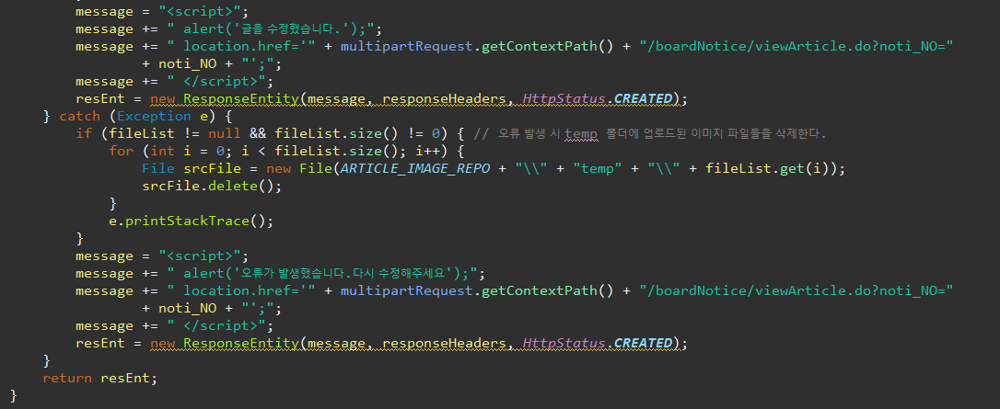 message = "<script>";
message += " alert('글을 수정했습니다.');";
message += " location.href='" + multipartRequest.getContextPath() + "/boardNotice/viewArticle.do?noti_NO="
+ noti_NO + "';";
message += " </script>";
resEnt = new ResponseEntity(message, responseHeaders, HttpStatus.CREATED);
} catch (Exception e) {
if (fileList != null && fileList.size() != 0) { // 오류 발생 시 temp 폴더에 업로드된 이미지 파일들을 삭제한다.
for (int i = 0; i < fileList.size(); i++) {
File srcFile = new File(ARTICLE_IMAGE_REPO + "\\" + "temp" + "\\" + fileList.get(i));
srcFile.delete();
}
e.printStackTrace();
}
message = "<script>";
message += " alert('오류가 발생했습니다.다시 수정해주세요');";
message += " location.href='" + multipartRequest.getContextPath() + "/boardNotice/viewArticle.do?noti_NO="
+ noti_NO + "';";
message += " </script>";
resEnt = new ResponseEntity(message, responseHeaders, HttpStatus.CREATED);
}
return resEnt;
}